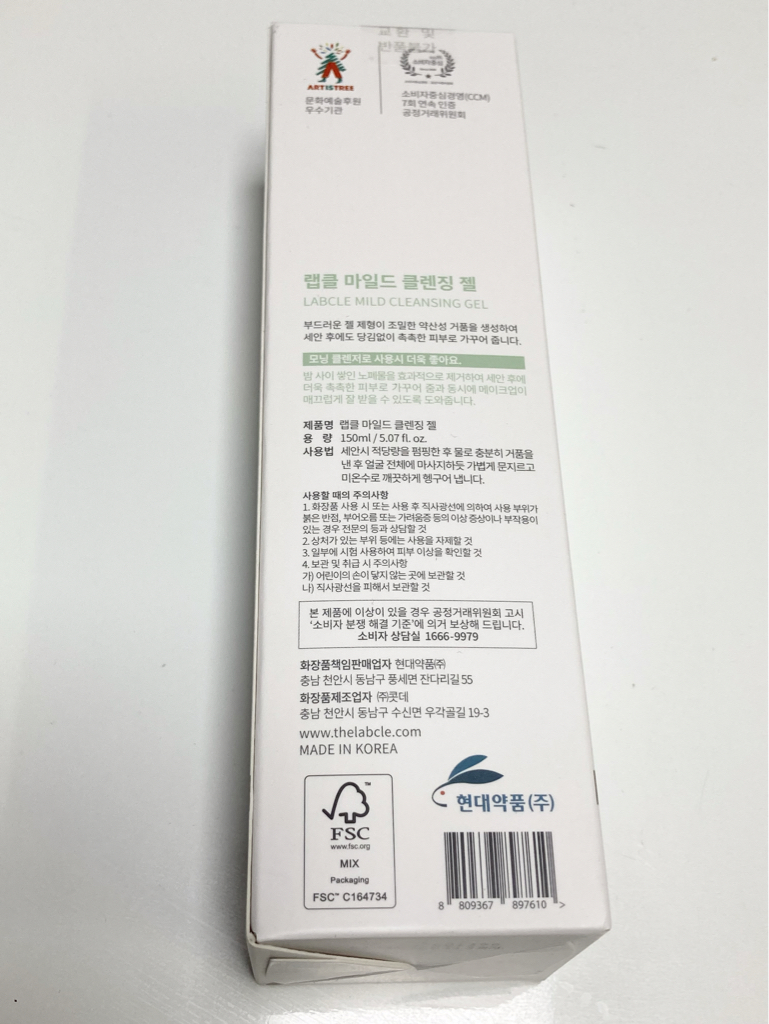 교환 및
반품불가
ARTISTREE
문화예술후원
우수기관
소비자중심경영(CCM)
7회 연속 인증
공정거래위원회
랩클 마일드 클렌징 젤
LABCLE MILD CLEANSING GEL
부드러운 젤 제형이 조밀한 약산성 거품을 생성하여
세안 후에도 당김없이 촉촉한 피부로 가꾸어 줍니다.
모닝 클렌저로 사용시 더욱 좋아요.
밤 사이 쌓인 노폐물을 효과적으로 제거하여 세안 후에
더욱 촉촉한 피부로 가꾸어 줌과 동시에 메이크업이
매끄럽게 잘 받을 수 있도록 도와줍니다.
제품명 랩클 마일드 클렌징 젤
용 량 150ml / 5.07 fl. oz.
사용법 세안시 적당량을 펌핑한 후 물로 충분히 거품을
낸 후 얼굴 전체에 마사지하듯 가볍게 문지르고
미온수로 깨끗하게 헹구어 냅니다.
사용할 때의 주의사항
1. 화장품 사용 시 또는 사용 후 직사광선에 의하여 사용 부위가
붉은 반점, 부어오름 또는 가려움증 등의 이상 증상이나 부작용이
있는 경우 전문의 등과 상담할 것
2. 상처가 있는 부위 등에는 사용을 자제할 것
3. 일부에 시험 사용하여 피부 이상을 확인할 것
4. 보관 및 취급 시 주의사항
가) 어린이의 손이 닿지 않는 곳에 보관할 것
나) 직사광선을 피해서 보관할 것
본 제품에 이상이 있을 경우 공정거래위원회 고시
‘소비자 분쟁 해결 기준’에 의거 보상해 드립니다.
소비자 상담실 1666-9979
화장품책임판매업자 현대약품㈜
충남 천안시 동남구 풍세면 잔다리길 55
화장품제조업자 ㈜콧데
충남 천안시 동남구 수신면 우각골길 19-3
www.thelabcle.com
MADE IN KOREA
FSC
www.fsc.org
MIX
Packaging
FSC™ C164734
현대약품(주)
8 809367 897610 >